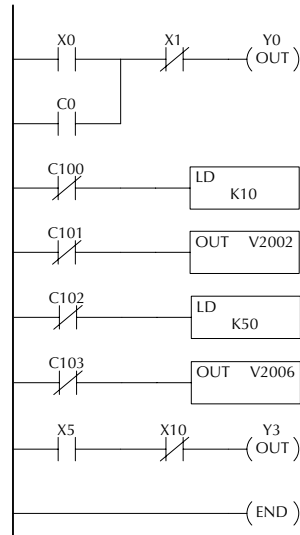 X0 X1 Y0
OUT
C0
C100
LD
K10
C101
OUT V2002
C102
LD
K50
C103
OUT V2006
X5 X10 Y3
OUT
END